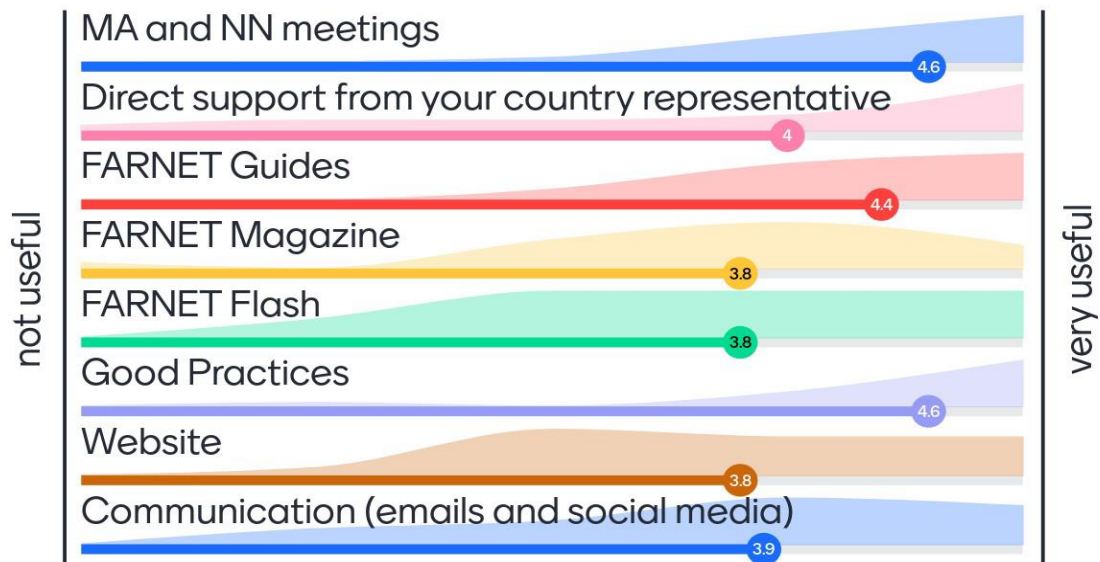 MA and NN meetings
4.6
Direct support from your country representative
4
FARNET Guides
4.4
FARNET Magazine
3.8
FARNET Flash
3.8
Good Practices
4.6
Website
3.8
Communication (emails and social media)
3.9
not useful
very useful